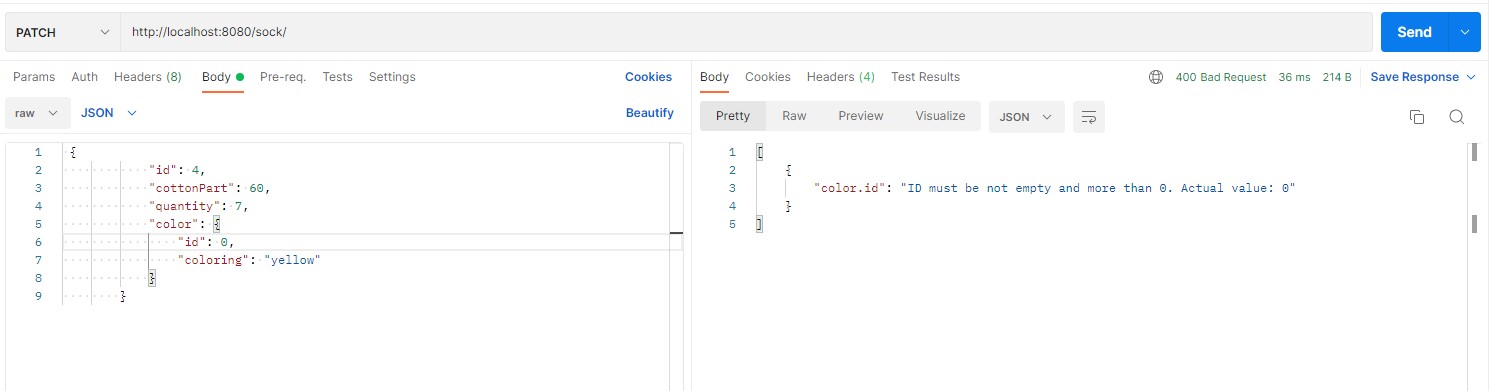 PATCH http://localhost:8080/sock/ Send
Params Auth Headers (8) Body Pre-req. Tests Settings Cookies
raw JSON Beautify
1 {
2 "id": 4,
3 "cottonPart": 60,
4 "quantity": 7,
5 "color": {
6 "id": 0,
7 "coloring": "yellow"
8 }
9 }
Body Cookies Headers (4) Test Results 400 Bad Request 36 ms 214 B Save Response
Pretty Raw Preview Visualize JSON
1 [
2 {
3 "color.id": "ID must be not empty and more than 0. Actual value: 0"
4 }
5 ]